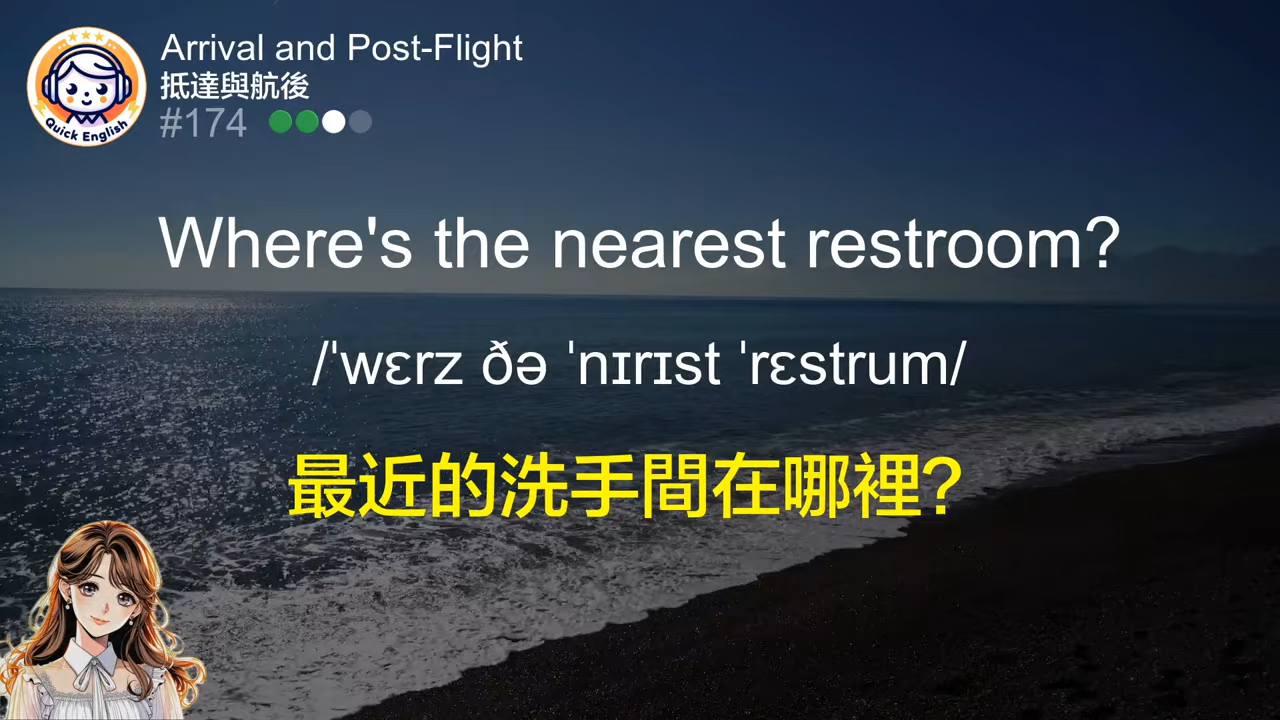 Arrival and Post-Flight
抵達與航後
#174
Quick English
Where's the nearest restroom?
/ˈwɛrz ðə ˈnɪrɪst ˈrɛstrum/
最近的洗手間在哪裡?